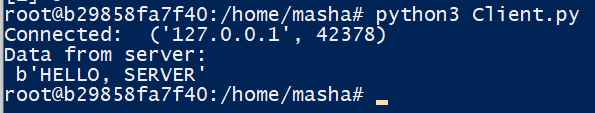 root@b29858fa7f40:/home/masha# python3 Client.py
Connected:  ('127.0.0.1', 42378)
Data from server:
 b'HELLO, SERVER'
root@b29858fa7f40:/home/masha#